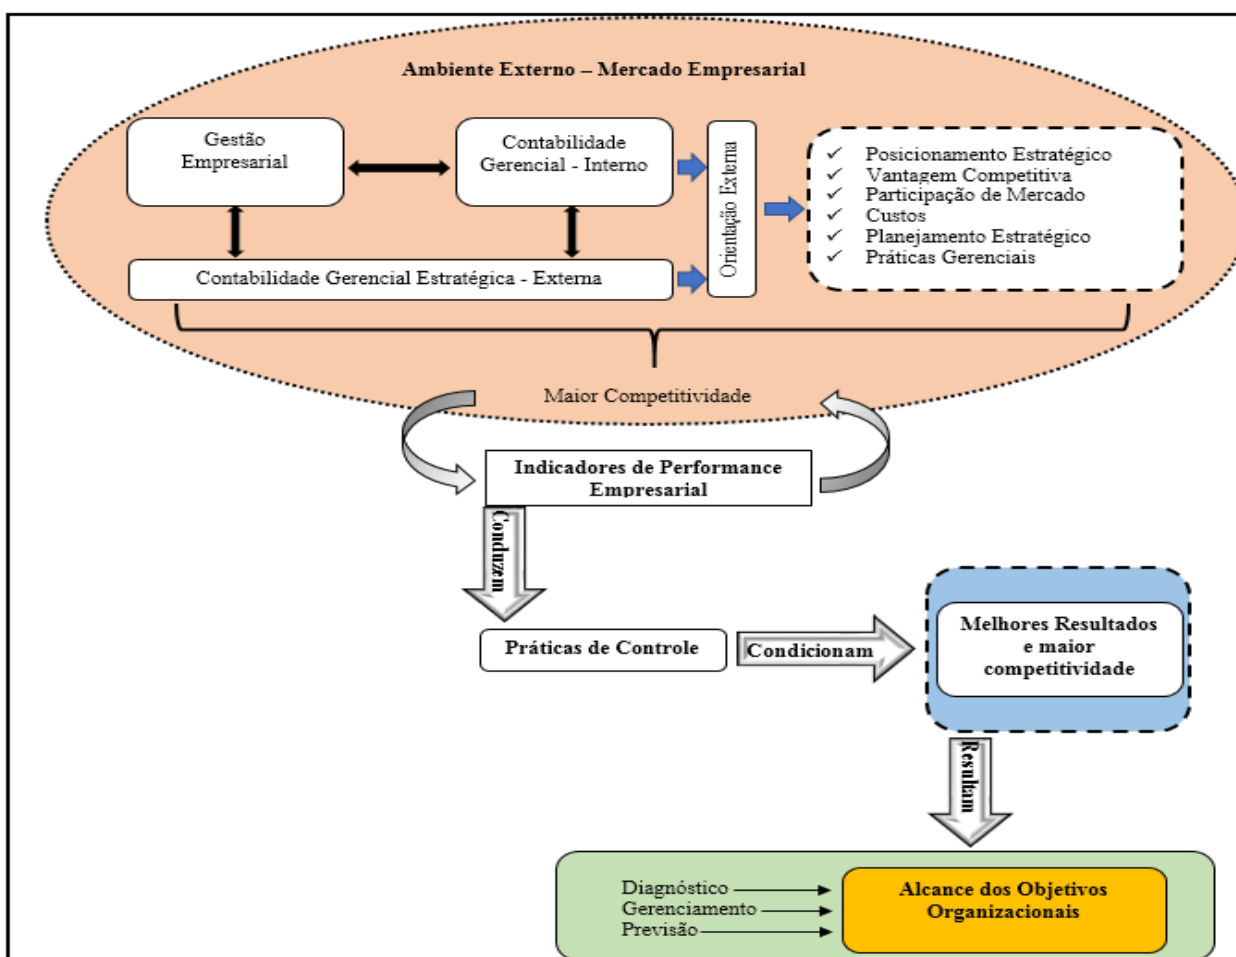 Ambiente Externo – Mercado Empresarial
Gestão
Empresarial
Contabilidade
Gerencial - Interno
Contabilidade Gerencial Estratégica - Externa
Orientação Externa
✓ Posicionamento Estratégico
✓ Vantagem Competitiva
✓ Participação de Mercado
✓ Custos
✓ Planejamento Estratégico
✓ Práticas Gerenciais
Maior Competitividade
Indicadores de Performance
Empresarial
Conduzem
Práticas de Controle
Condicionam
Melhores Resultados
e maior
competitividade
Resultam
Diagnóstico
Gerenciamento
Previsão
Alcance dos Objetivos
Organizacionais